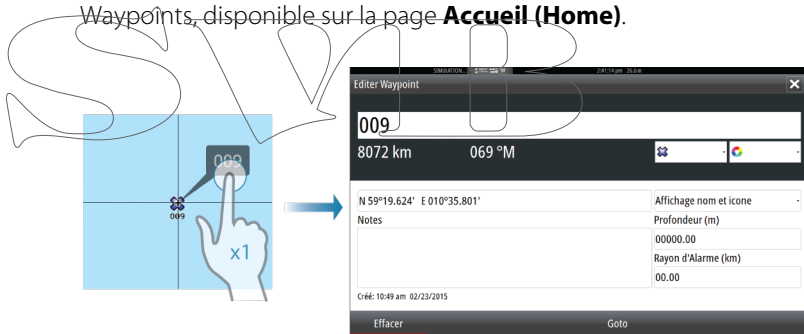 Waypoints, disponible sur la page Accueil (Home).
SVNB
SIMULATION... 2:41:14 pm 26.6m
Editer Waypoint
009
8072 km 069 °M
009
009
x1
N 59°19.624' E 010°35.801'
Affichage nom et icone
Notes
Profondeur (m)
00000.00
Rayon d'Alarme (km)
00.00
Créé: 10:49 am 02/23/2015
Effacer Goto